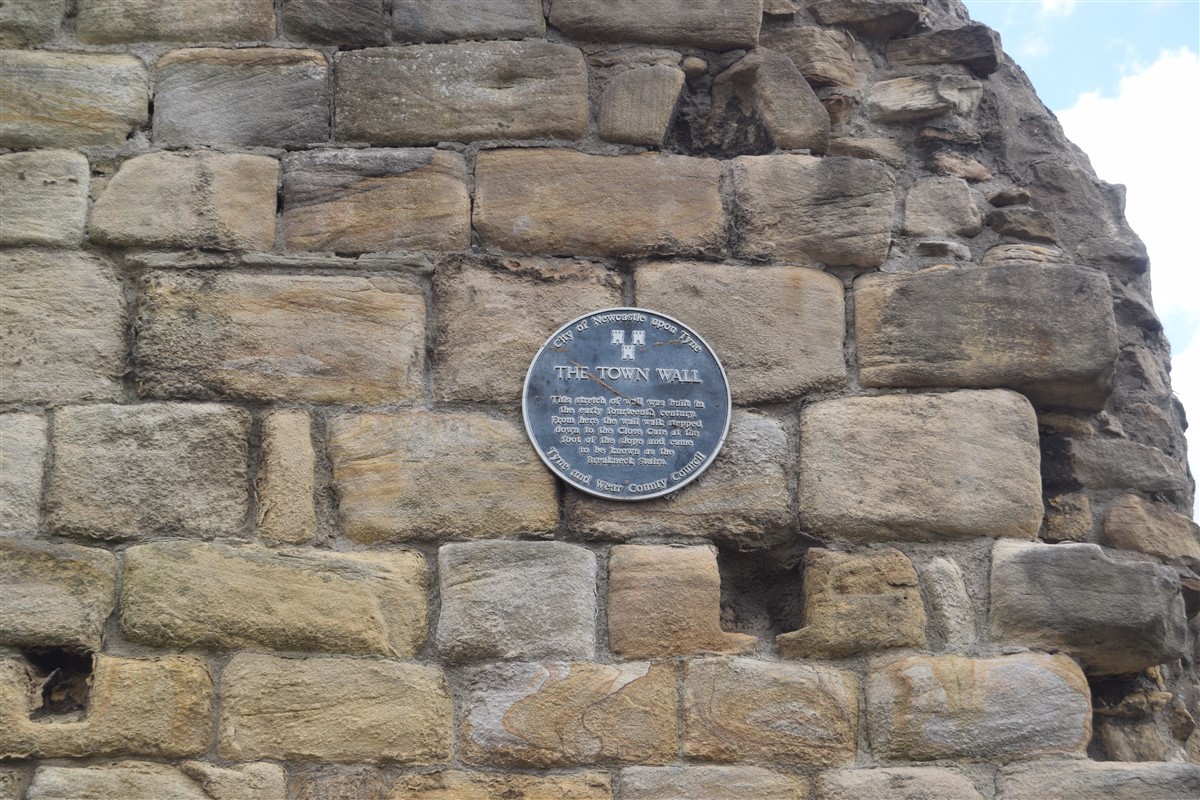 City of Newcastle upon Tyne
THE TOWN WALL
This stretch of wall was built in
the early fourteenth century.
From here the wall walk stepped
down to the Close Gate at the
foot of the slope and came
to be known as the
Breakneck Stairs.
Tyne and Wear County Council